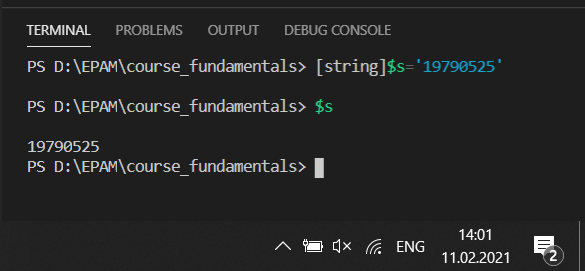 TERMINAL PROBLEMS OUTPUT DEBUG CONSOLE
PS D:\EPAM\course_fundamentals> [string]$s='19790525'
PS D:\EPAM\course_fundamentals> $s
19790525
PS D:\EPAM\course_fundamentals>
ENG 14:01
11.02.2021
2